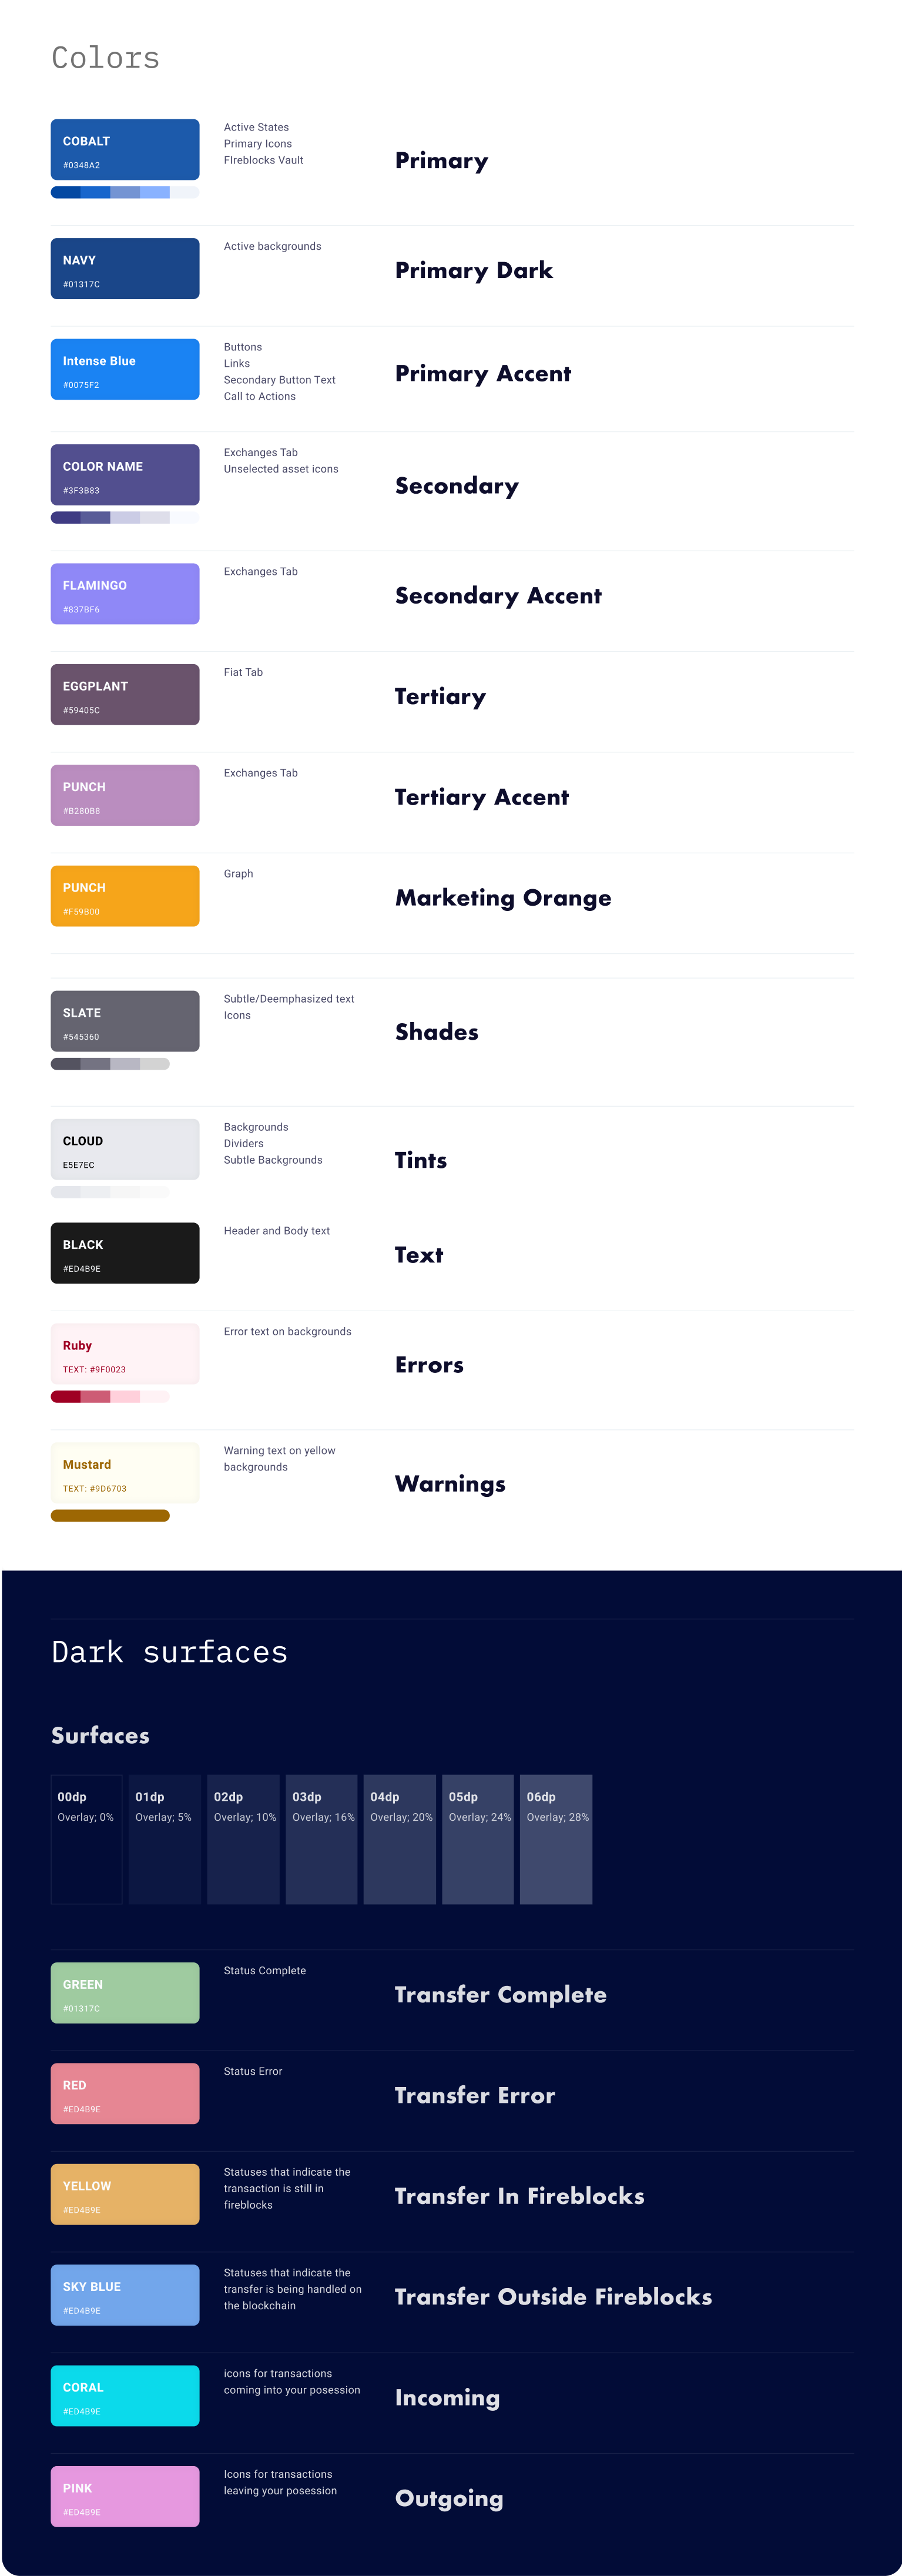 Colors
COBALT
#0348A2
Active States
Primary Icons
FIreblocks Vault
Primary
NAVY
#01317C
Active backgrounds
Primary Dark
Intense Blue
#0075F2
Buttons
Links
Secondary Button Text
Call to Actions
Primary Accent
COLOR NAME
#3F3B83
Exchanges Tab
Unselected asset icons
Secondary
FLAMINGO
#837BF6
Exchanges Tab
Secondary Accent
EGGPLANT
#59405C
Fiat Tab
Tertiary
PUNCH
#B280B8
Exchanges Tab
Tertiary Accent
PUNCH
#F59B00
Graph
Marketing Orange
SLATE
#545360
Subtle/Deemphasized text
Icons
Shades
CLOUD
E5E7EC
Backgrounds
Dividers
Subtle Backgrounds
Tints
BLACK
#ED4B9E
Header and Body text
Text
Ruby
TEXT: #9F0023
Error text on backgrounds
Errors
Mustard
TEXT: #9D6703
Warning text on yellow
backgrounds
Warnings
Dark surfaces
Surfaces
00dp
Overlay; 0%
01dp
Overlay; 5%
02dp
Overlay; 10%
03dp
Overlay; 16%
04dp
Overlay; 20%
05dp
Overlay; 24%
06dp
Overlay; 28%
GREEN
#01317C
Status Complete
Transfer Complete
RED
#ED4B9E
Status Error
Transfer Error
YELLOW
#ED4B9E
Statuses that indicate the
transaction is still in
fireblocks
Transfer In Fireblocks
SKY BLUE
#ED4B9E
Statuses that indicate the
transfer is being handled on
the blockchain
Transfer Outside Fireblocks
CORAL
#ED4B9E
icons for transactions
coming into your posession
Incoming
PINK
#ED4B9E
Icons for transactions
leaving your posession
Outgoing